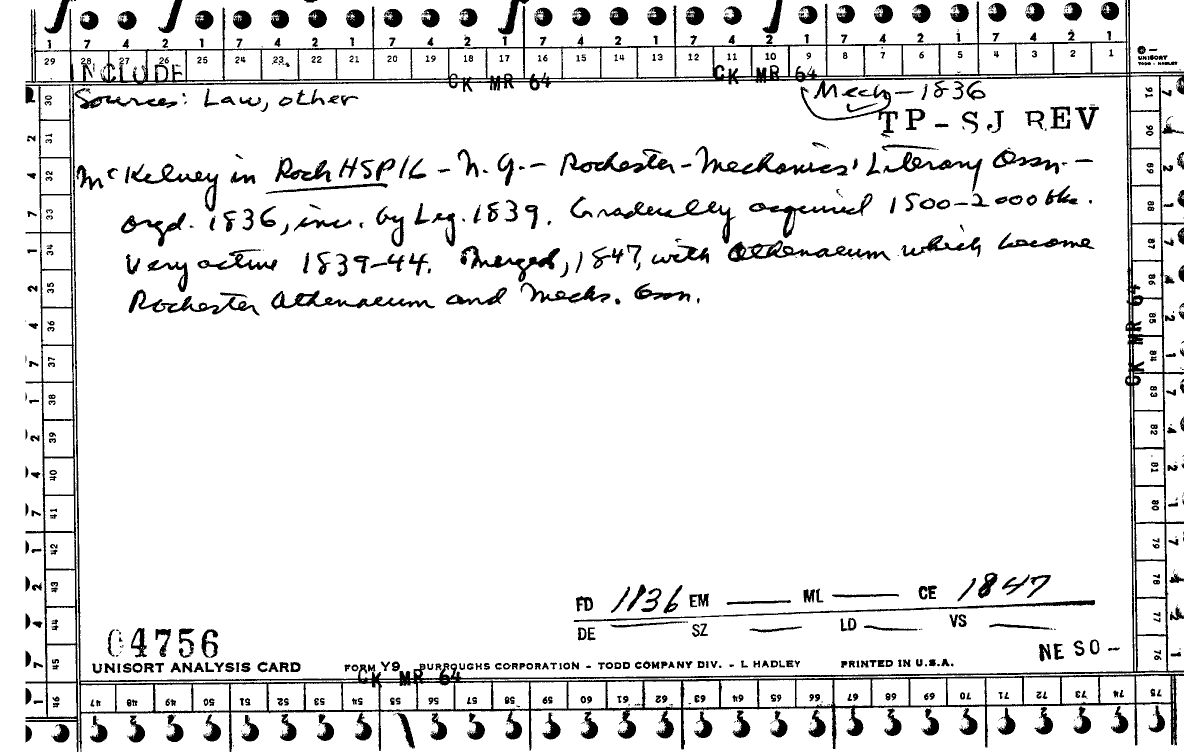 7 4 2 1 7 4 2 1 7 4 2 1 7 4 2 1 7 4 2 1 7 4 2 1 7 4 2 1
29 28 27 26 25 24 23 22 21 20 19 18 17 16 15 14 13 12 11 10 9 8 7 6 5 4 3 2 1
UNISORT
TODD - HADLEY
INCLUDE
CK MR 64
CK MR 64
Sources: Law, other
Mech - 1836
TP-SJ REV
McKelvey in Roch HSP 16 - N.Y. - Rochester - Mechanics' Literary Assn. -
orgd. 1836, inc. by Leg. 1839. Gradually acquired 1500-2000 bks.
Very active 1839-44. Merged, 1847, with Athenaeum which became
Rochester Athenaeum and Mechs. Assn.
CK MR 64
30 31 32 33 34 35 36 37 38 39 40 41 42 43 44 45 46
91 90 89 88 87 86 85 84 83 82 81 80 79 78 77 76
FD 1836 EM ML CE 1847
DE SZ LD VS
NE SO -
04756
UNISORT ANALYSIS CARD FORM Y9 BURROUGHS CORPORATION - TODD COMPANY DIV. - L HADLEY PRINTED IN U.S.A.
CK MR 64
47 48 49 50 51 52 53 54 55 56 57 58 59 60 61 62 63 64 65 66 67 68 69 70 71 72 73 74 75